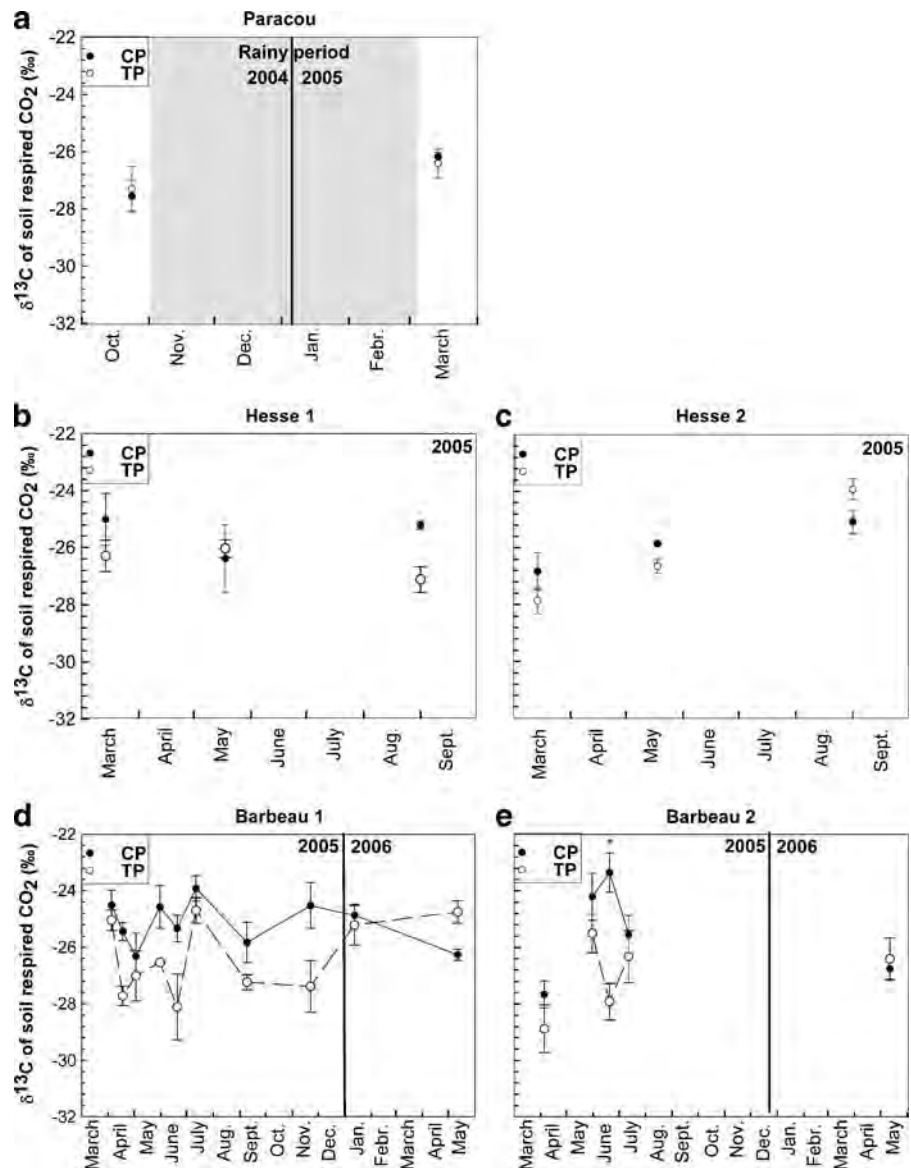 a
Paracou
-22
-24
-26
-28
-30
-32
δ13C of soil respired CO2 (‰)
CP
TP
Rainy period
2004 2005
Oct.
Nov.
Dec.
Jan.
Febr.
March
b
Hesse 1
-22
-24
-26
-28
-30
-32
δ13C of soil respired CO2 (‰)
CP
TP
2005
March
April
May
June
July
Aug.
Sept.
c
Hesse 2
CP
TP
2005
March
April
May
June
July
Aug.
Sept.
d
Barbeau 1
-22
-24
-26
-28
-30
-32
δ13C of soil respired CO2 (‰)
CP
TP
2005 2006
March
April
May
June
July
Aug.
Sept.
Oct.
Nov.
Dec.
Jan.
Febr.
March
April
May
e
Barbeau 2
CP
TP
*
2005 2006
March
April
May
June
July
Aug.
Sept.
Oct.
Nov.
Dec.
Jan.
Febr.
March
April
May